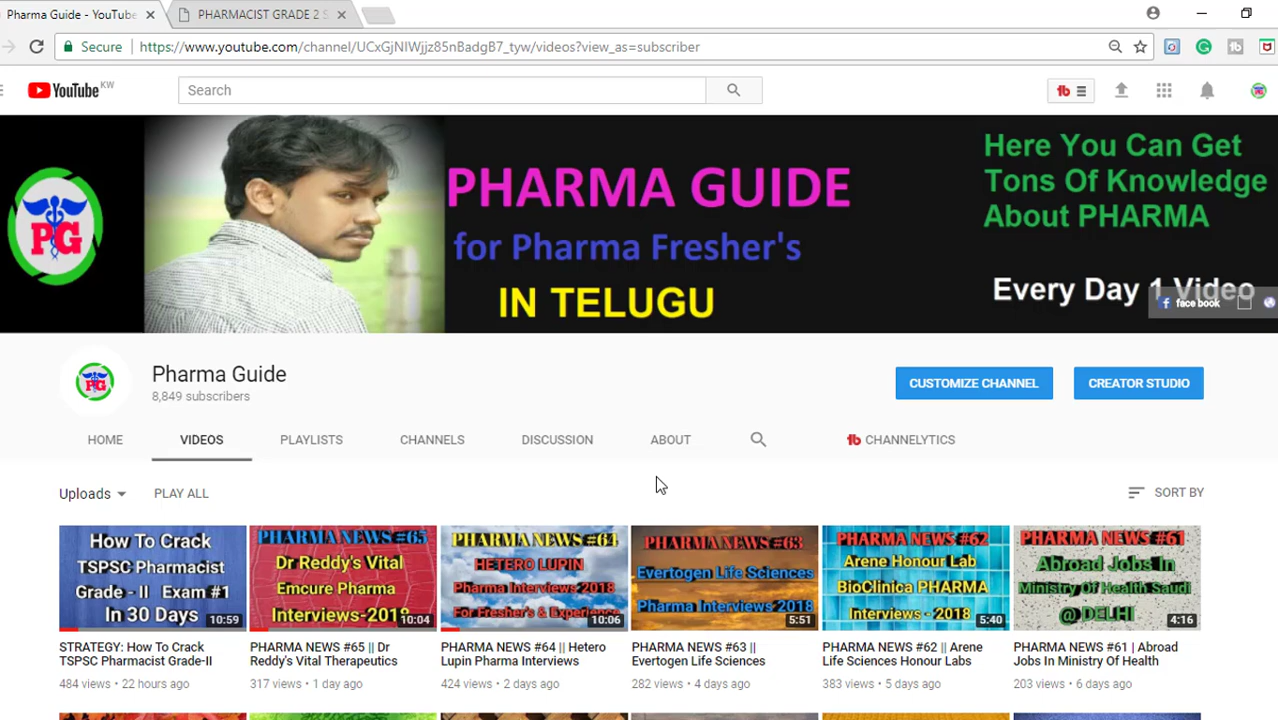 Pharma Guide - YouTube
PHARMACIST GRADE 2 S
Secure
https://www.youtube.com/channel/UCxGjNIWjjz85nBadgB7_tyw/videos?view_as=subscriber
YouTube KW
Search
tb
PG
PHARMA GUIDE
for Pharma Fresher's
IN TELUGU
Here You Can Get
Tons Of Knowledge
About PHARMA
Every Day 1 Video
face book
PG
Pharma Guide
8,849 subscribers
CUSTOMIZE CHANNEL
CREATOR STUDIO
HOME
VIDEOS
PLAYLISTS
CHANNELS
DISCUSSION
ABOUT
tb CHANNELYTICS
Uploads
PLAY ALL
SORT BY
How To Crack
TSPSC Pharmacist
Grade - II Exam #1
In 30 Days
10:59
STRATEGY: How To Crack
TSPSC Pharmacist Grade-II
484 views • 22 hours ago
PHARMA NEWS #65
Dr Reddy's Vital
Emcure Pharma
Interviews-2018
10:04
PHARMA NEWS #65 || Dr
Reddy's Vital Therapeutics
317 views • 1 day ago
PHARMA NEWS #64
HETERO LUPIN
Pharma Interviews 2018
For Fresher's & Experience
10:06
PHARMA NEWS #64 || Hetero
Lupin Pharma Interviews
424 views • 2 days ago
PHARMA NEWS #63
Evertogen Life Sciences
Pharma Interviews 2018
5:51
PHARMA NEWS #63 ||
Evertogen Life Sciences
282 views • 4 days ago
PHARMA NEWS #62
Arene Honour Lab
BioClinica PHARMA
Interviews - 2018
5:40
PHARMA NEWS #62 || Arene
Life Sciences Honour Labs
383 views • 5 days ago
PHARMA NEWS #61
Abroad Jobs In
Ministry Of Health Saudi
@ DELHI
4:16
PHARMA NEWS #61 | Abroad
Jobs In Ministry Of Health
203 views • 6 days ago